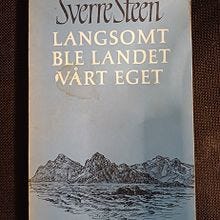 Sverre Steen
LANGSOMT
BLE LANDET
VÅRT EGET